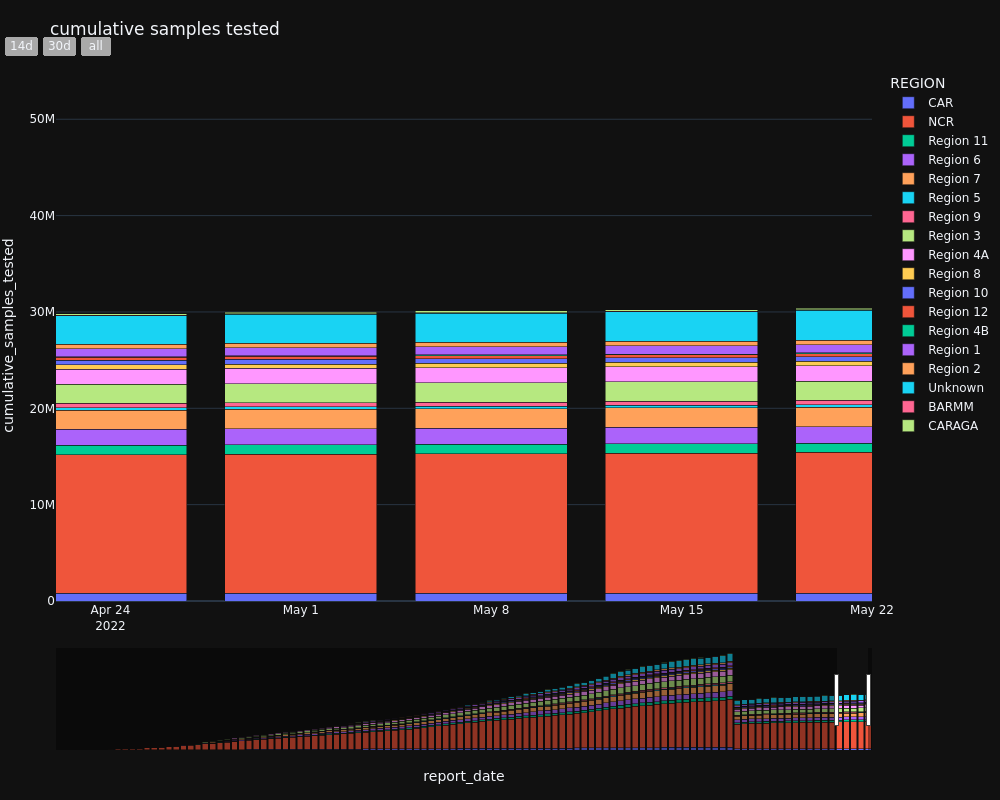 cumulative samples tested
14d 30d all
REGION
CAR
NCR
Region 11
Region 6
Region 7
Region 5
Region 9
Region 3
Region 4A
Region 8
Region 10
Region 12
Region 4B
Region 1
Region 2
Unknown
BARMM
CARAGA
cumulative_samples_tested
50M
40M
30M
20M
10M
0
Apr 24 May 1 May 8 May 15 May 22
2022
report_date